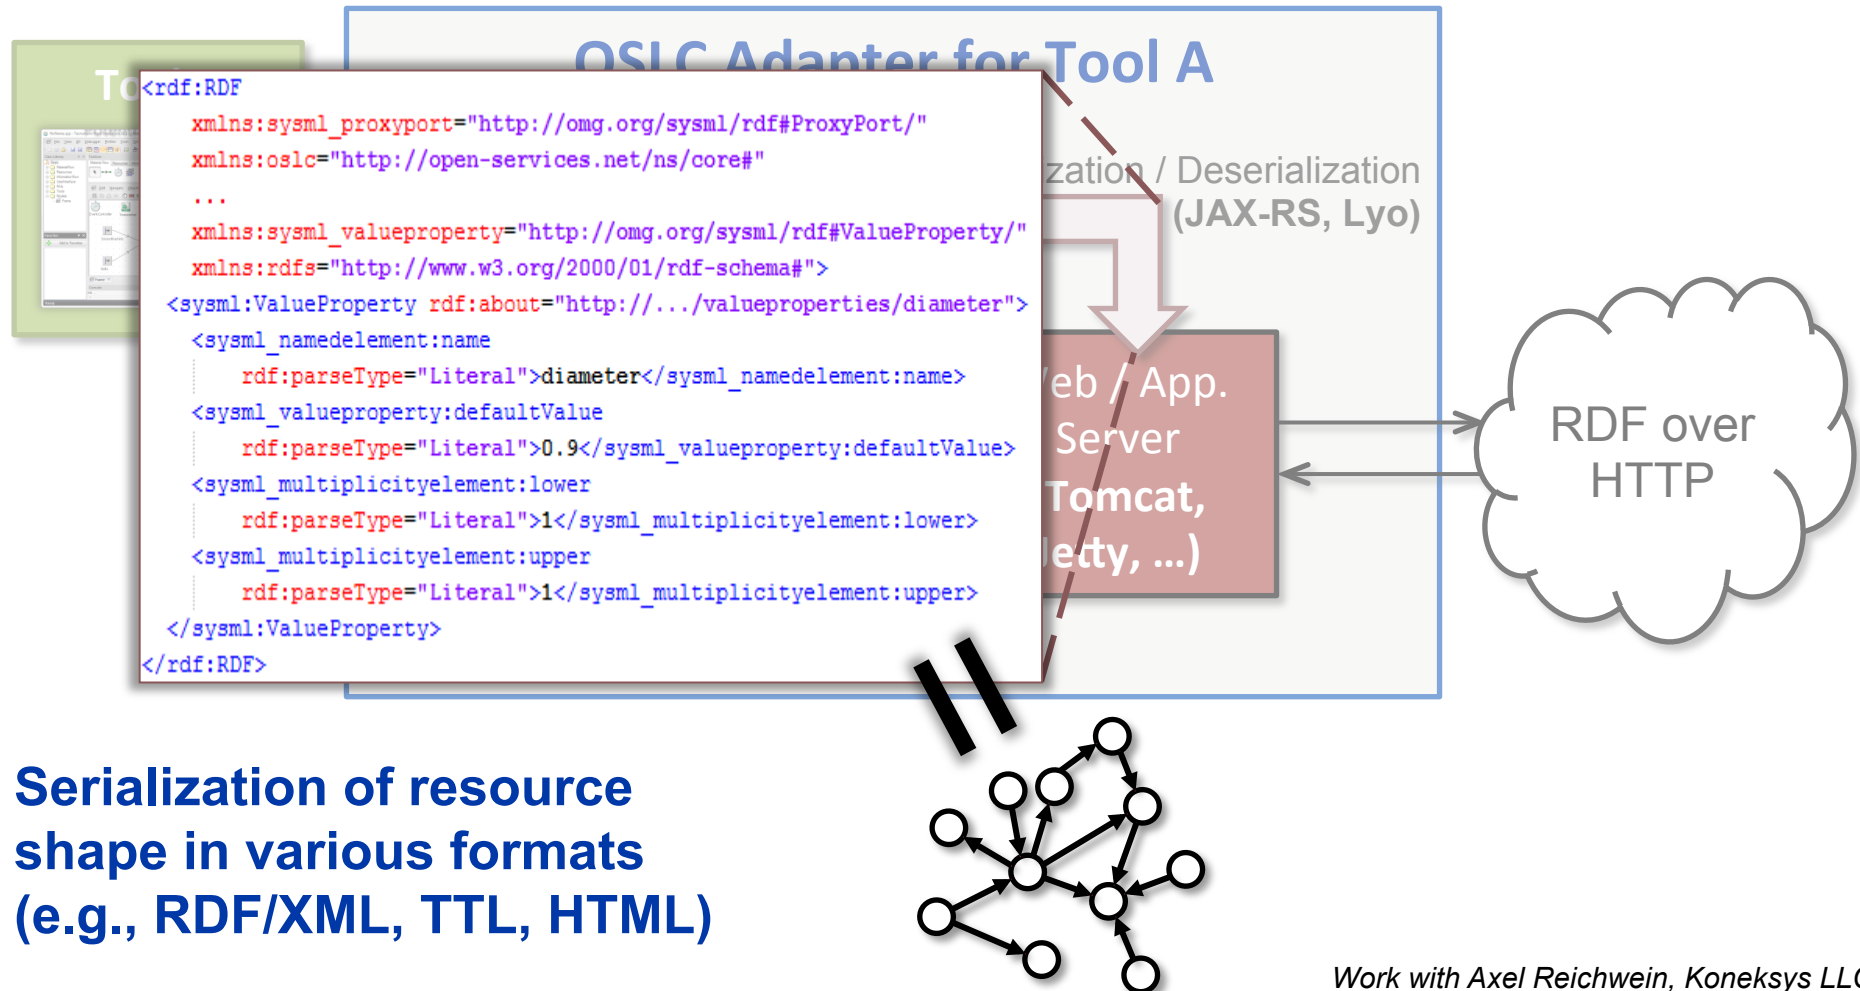 OSLC Adapter for Tool A
To
<rdf:RDF
xmlns:sysml_proxyport="http://omg.org/sysml/rdf#ProxyPort/"
xmlns:oslc="http://open-services.net/ns/core#"
...
xmlns:sysml_valueproperty="http://omg.org/sysml/rdf#ValueProperty/"
xmlns:rdfs="http://www.w3.org/2000/01/rdf-schema#">
<sysml:ValueProperty rdf:about="http://.../valueproperties/diameter">
<sysml_namedelement:name
rdf:parseType="Literal">diameter</sysml_namedelement:name>
<sysml_valueproperty:defaultValue
rdf:parseType="Literal">0.9</sysml_valueproperty:defaultValue>
<sysml_multiplicityelement:lower
rdf:parseType="Literal">1</sysml_multiplicityelement:lower>
<sysml_multiplicityelement:upper
rdf:parseType="Literal">1</sysml_multiplicityelement:upper>
</sysml:ValueProperty>
</rdf:RDF>
zation / Deserialization
(JAX-RS, Lyo)
eb / App.
Server
Tomcat,
Jetty, ...)
RDF over
HTTP
Serialization of resource
shape in various formats
(e.g., RDF/XML, TTL, HTML)
Work with Axel Reichwein, Koneksys LLC